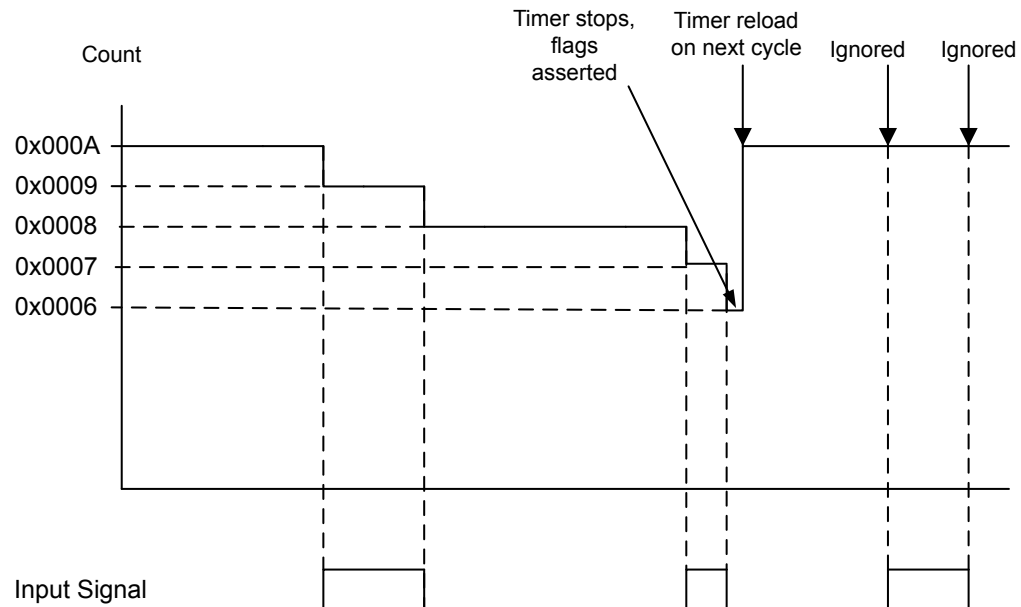 Timer stops,
flags
asserted
Timer reload
on next cycle
Ignored
Ignored
Count
0x000A
0x0009
0x0008
0x0007
0x0006
Input Signal